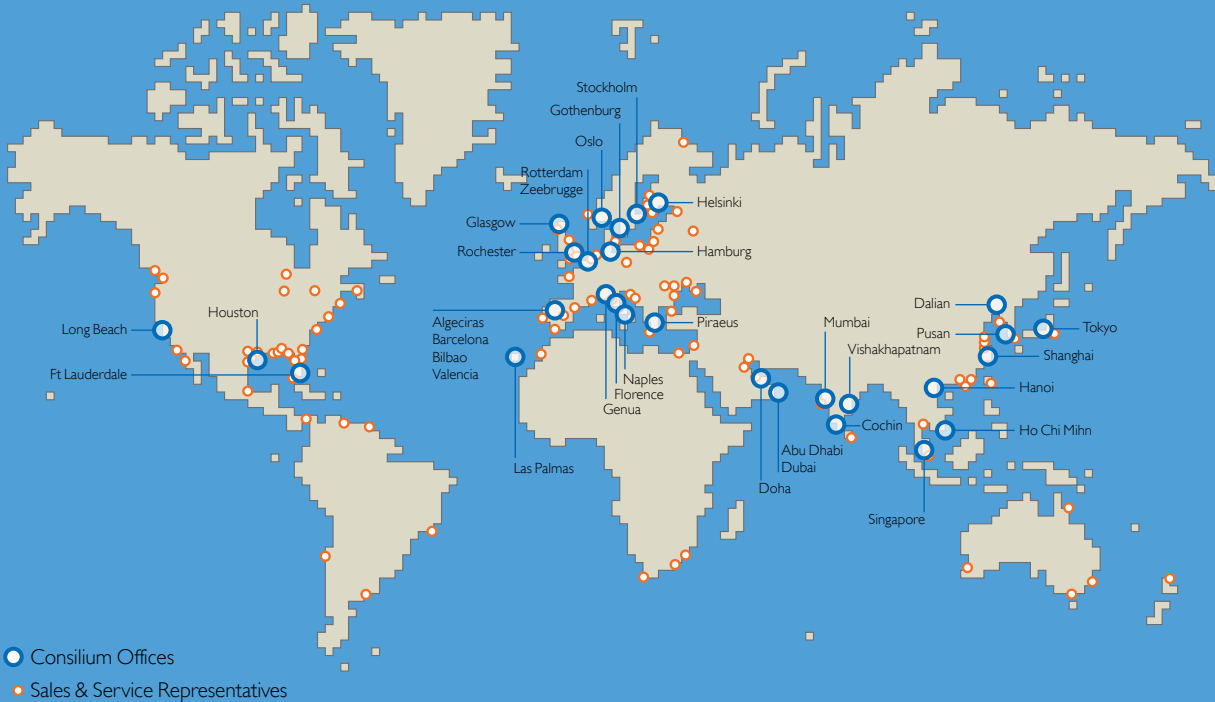 Stockholm
Gothenburg
Oslo
Rotterdam
Zeebrugge
Helsinki
Glasgow
Rochester
Hamburg
Houston
Long Beach
Ft Lauderdale
Algeciras
Barcelona
Bilbao
Valencia
Piraeus
Naples
Florence
Genua
Las Palmas
Mumbai
Vishakhapatnam
Cochin
Abu Dhabi
Dubai
Doha
Dalian
Pusan
Tokyo
Shanghai
Hanoi
Ho Chi Mihn
Singapore
Consilium Offices
Sales & Service Representatives